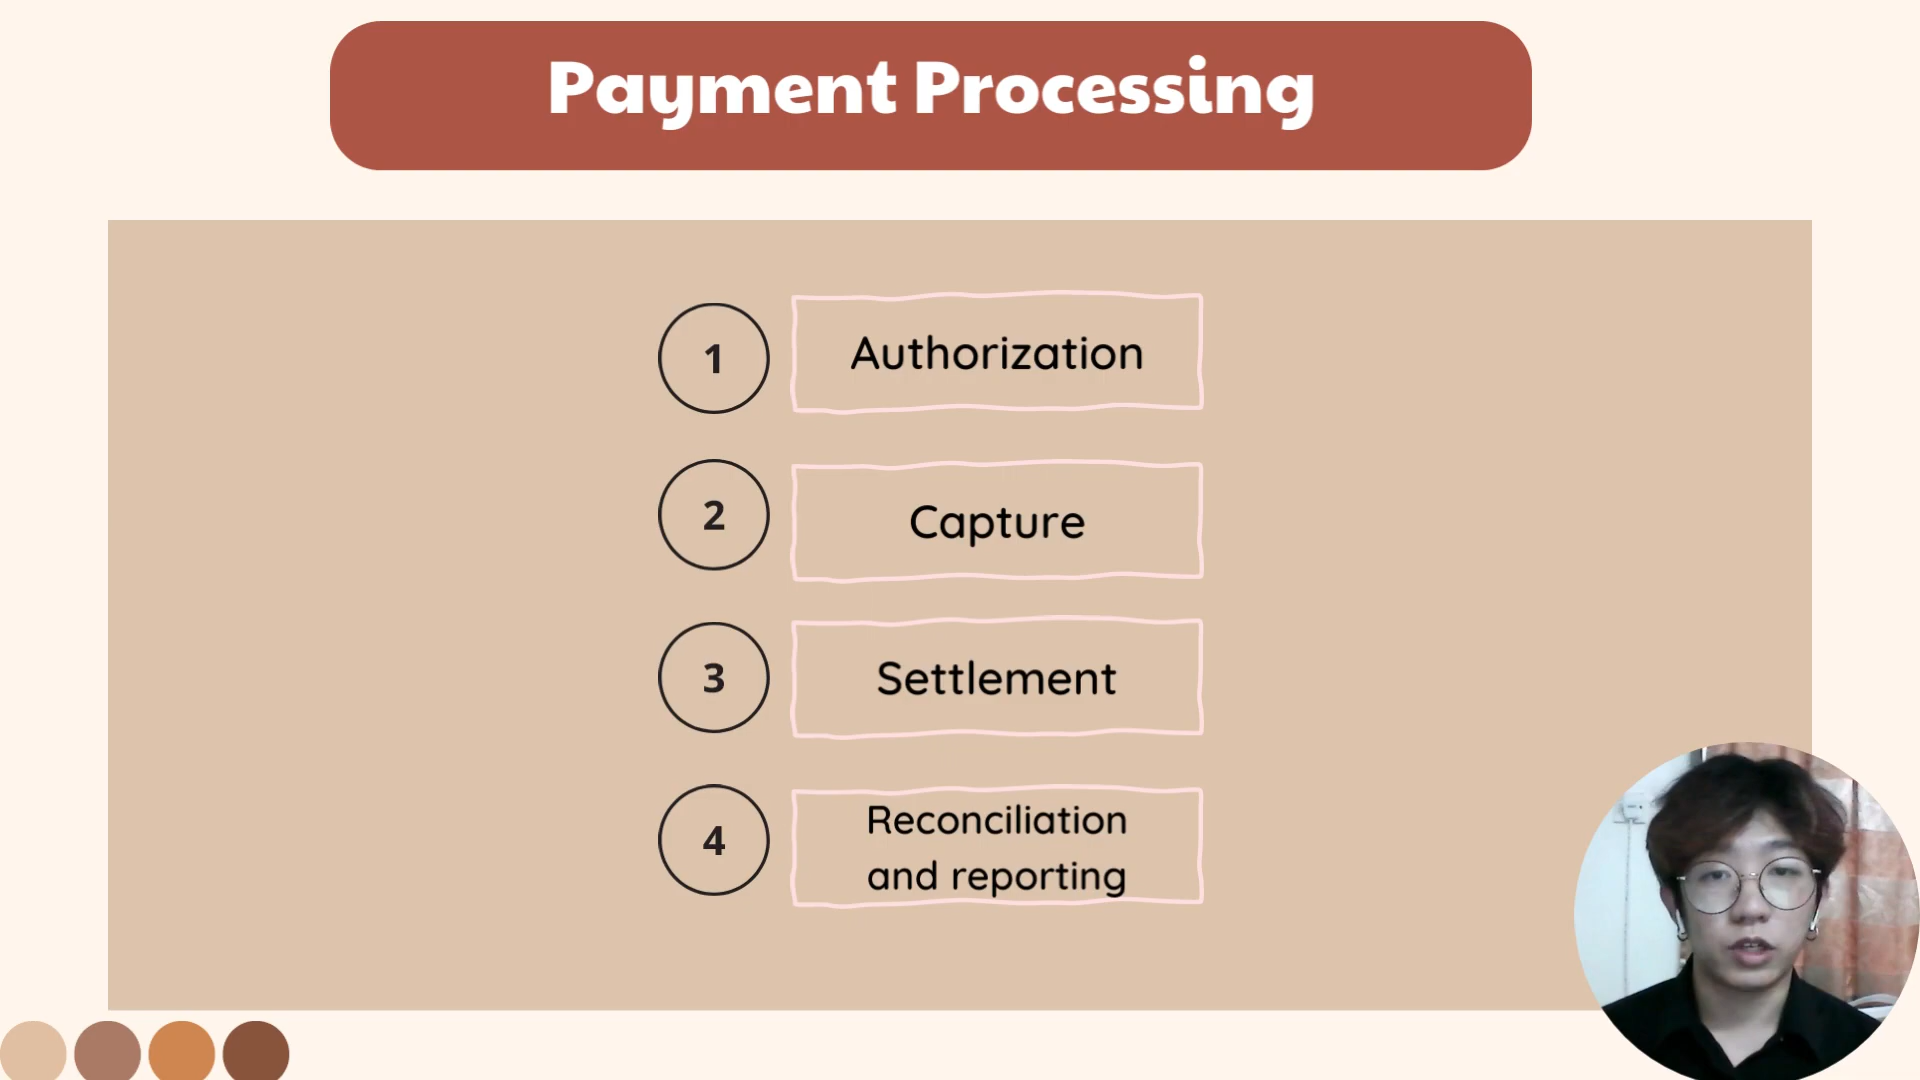 Payment Processing
1
Authorization
2
Capture
3
Settlement
4
Reconciliation
and reporting